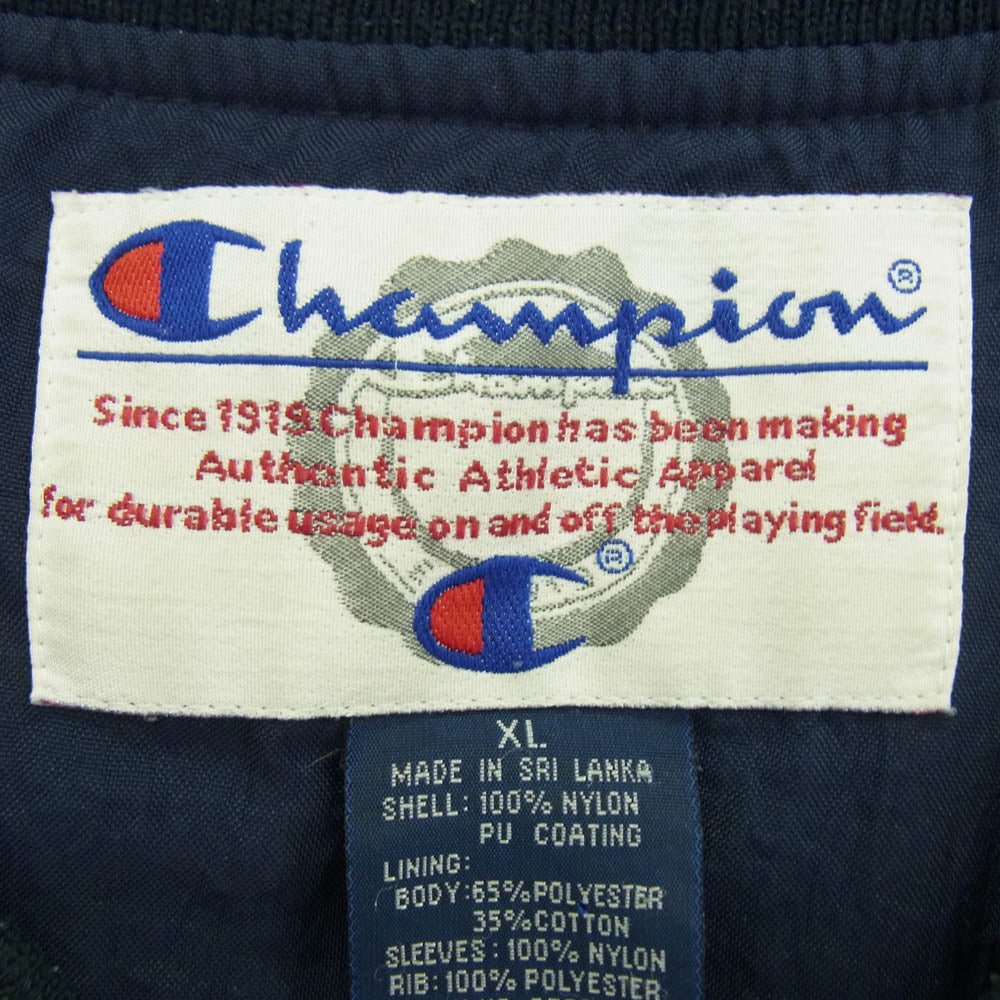 Champion®
Since 1919 Champion has been making
Authentic Athletic Apparel
for durable usage on and off the playing field.
®
XL
MADE IN SRI LANKA
SHELL: 100% NYLON
PU COATING
LINING:
BODY: 65% POLYESTER
35% COTTON
SLEEVES: 100% NYLON
RIB: 100% POLYESTER